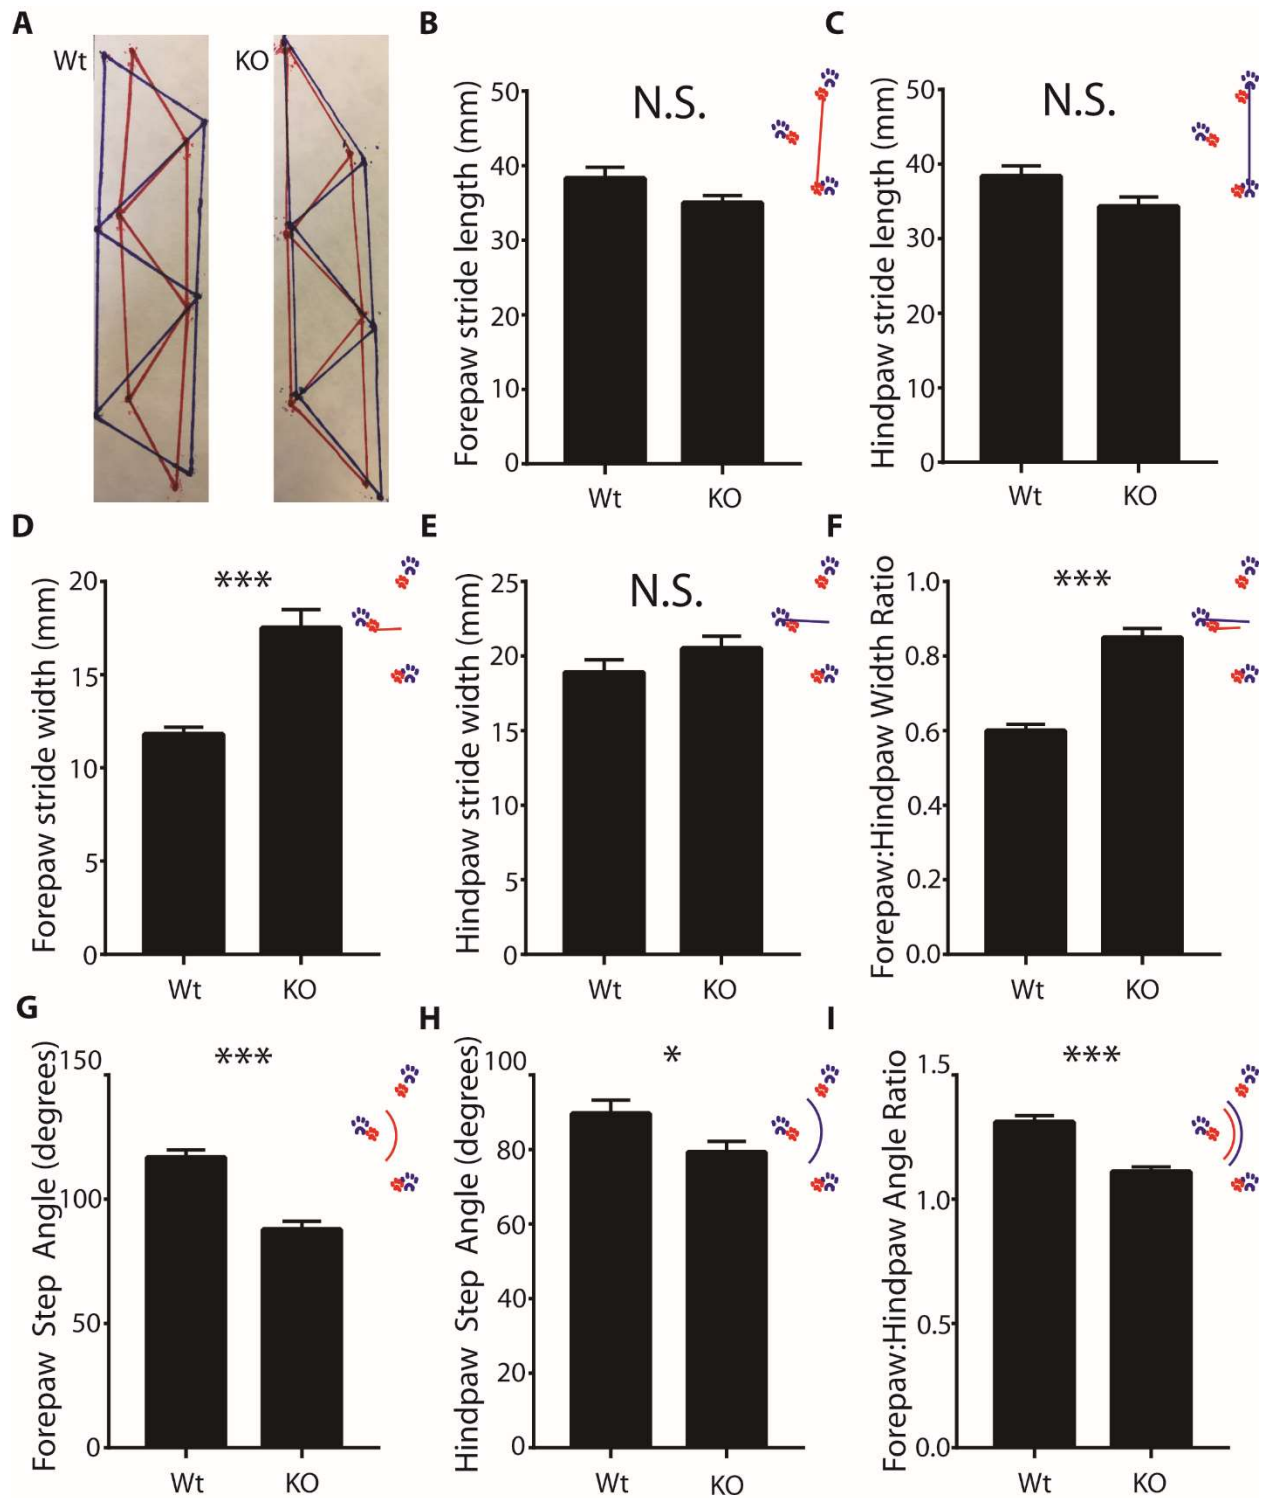 A
Wt
KO
B
N.S.
Forepaw stride length (mm)
50
40
30
20
10
0
Wt
KO
C
N.S.
Hindpaw stride length (mm)
50
40
30
20
10
0
Wt
KO
D
***
Forepaw stride width (mm)
20
15
10
5
0
Wt
KO
E
N.S.
Hindpaw stride width (mm)
25
20
15
10
5
0
Wt
KO
F
***
Forepaw:Hindpaw Width Ratio
1.0
0.8
0.6
0.4
0.2
0.0
Wt
KO
G
***
Forepaw Step Angle (degrees)
150
100
50
0
Wt
KO
H
*
Hindpaw Step Angle (degrees)
100
80
60
40
20
0
Wt
KO
I
***
Forepaw:Hindpaw Angle Ratio
1.5
1.0
0.5
0.0
Wt
KO